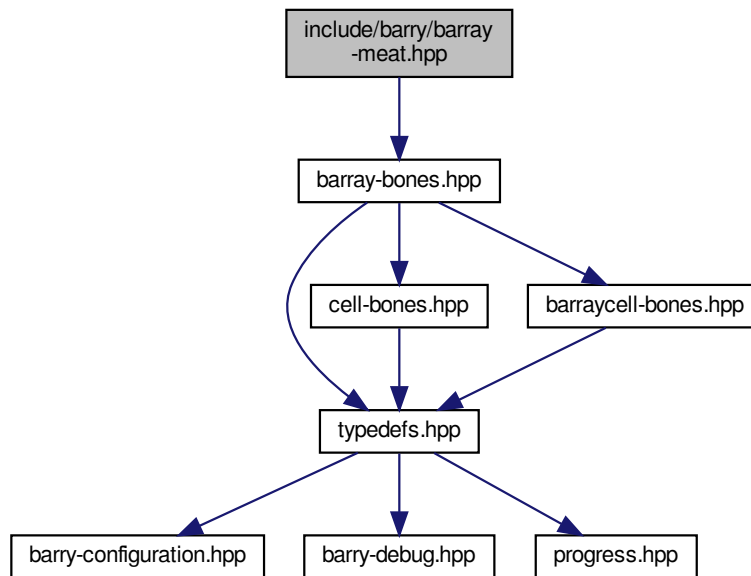 include/barry/barray
-meat.hpp
barray-bones.hpp
cell-bones.hpp
barraycell-bones.hpp
typedefs.hpp
barry-configuration.hpp
barry-debug.hpp
progress.hpp